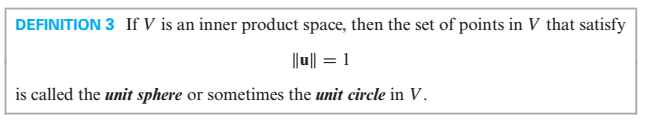 DEFINITION 3 If V is an inner product space, then the set of points in V that satisfy
‖u‖ = 1
is called the unit sphere or sometimes the unit circle in V.